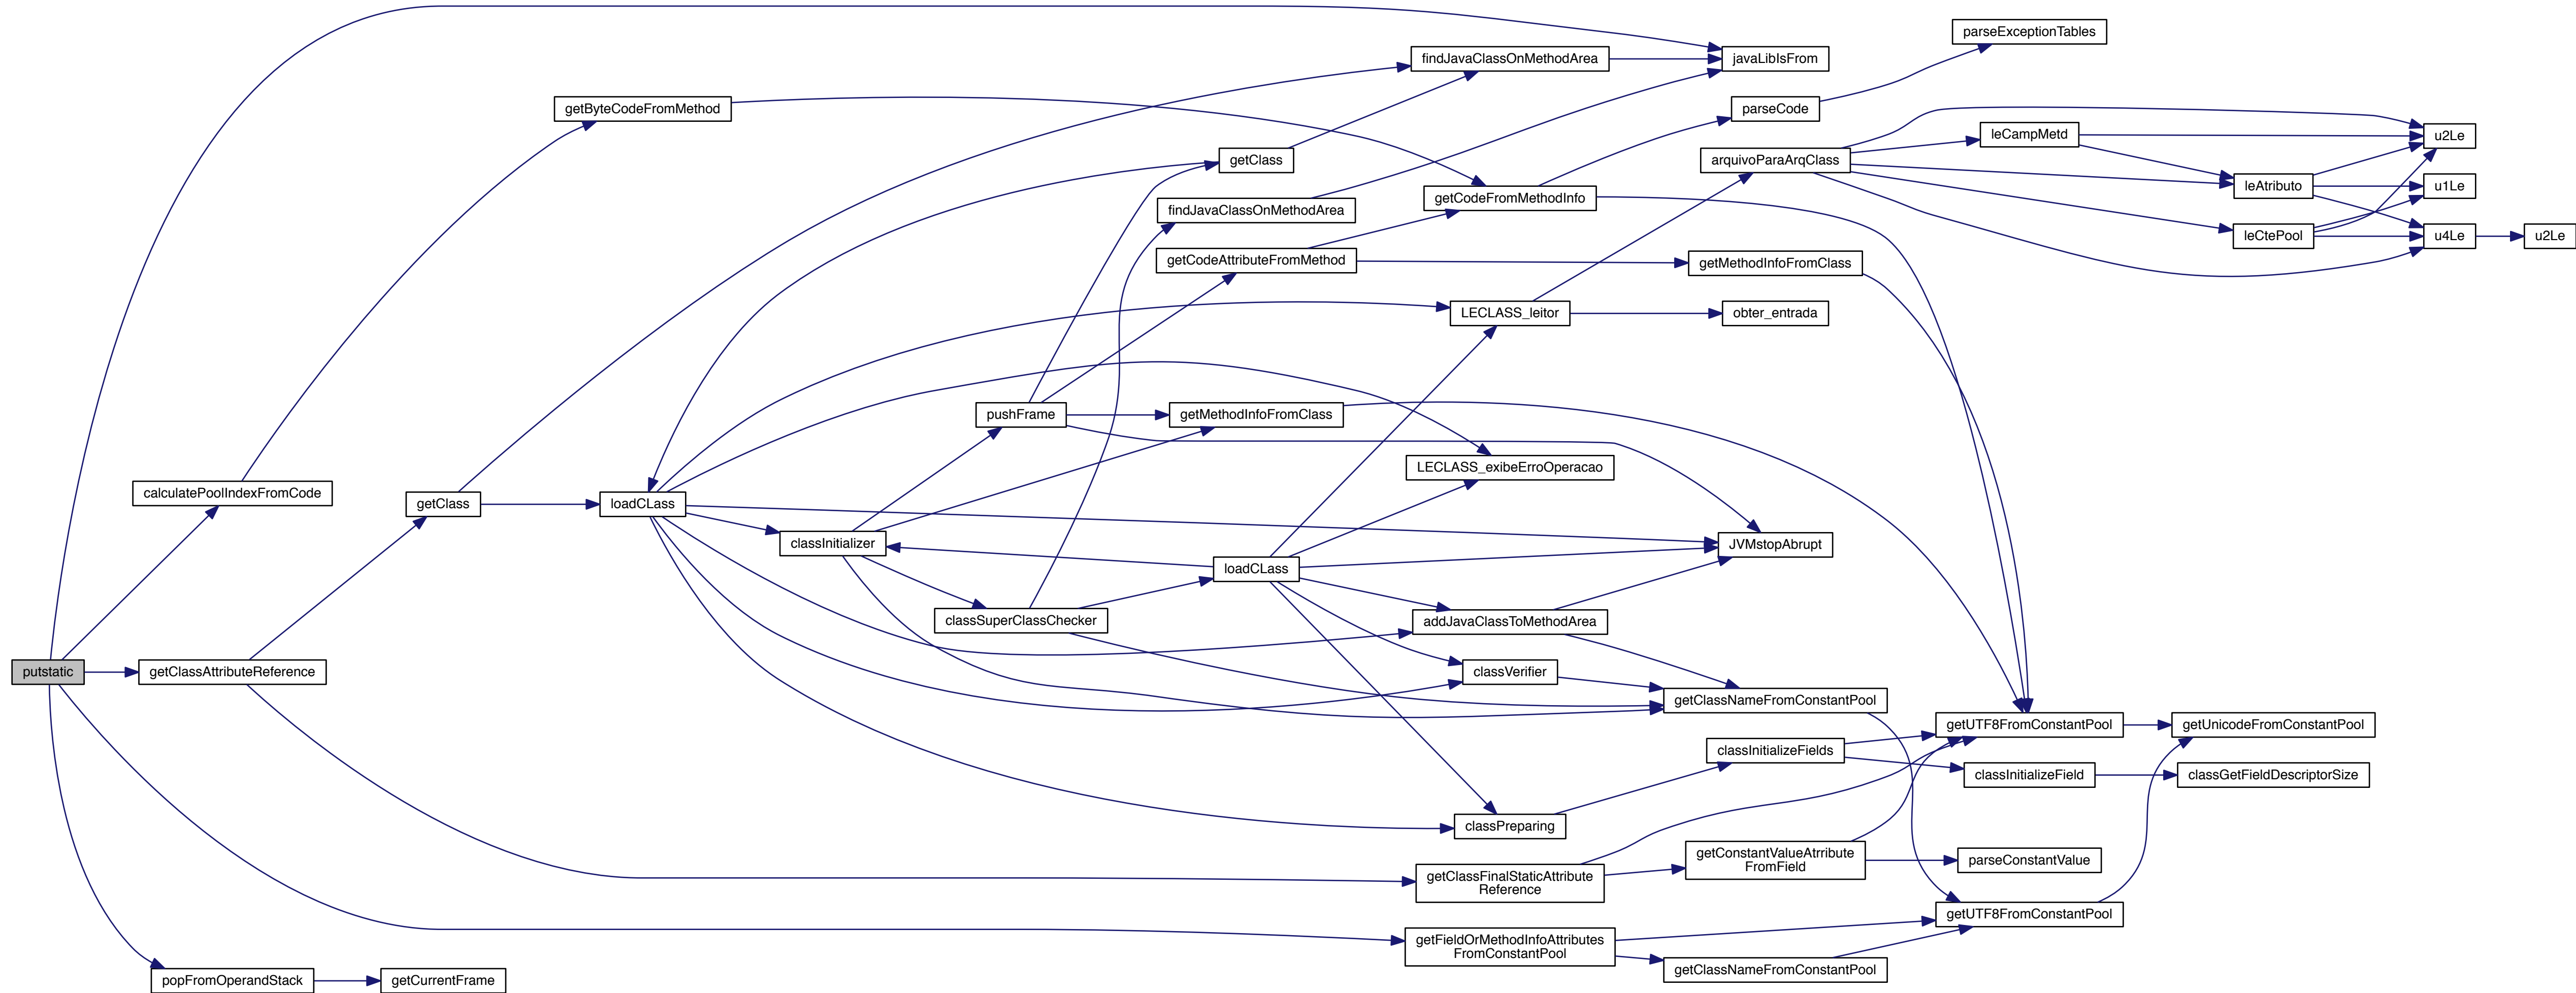 parseExceptionTables
findJavaClassOnMethodArea
javaLibIsFrom
getByteCodeFromMethod
parseCode
leCampMetd
u2Le
getClass
arquivoParaArqClass
leAtributo
u1Le
getCodeFromMethodInfo
findJavaClassOnMethodArea
leCtePool
u4Le
u2Le
getCodeAttributeFromMethod
getMethodInfoFromClass
LECLASS_leitor
obter_entrada
pushFrame
getMethodInfoFromClass
LECLASS_exibeErroOperacao
calculatePoolIndexFromCode
getClass
loadCLass
classInitializer
JVMstopAbrupt
loadCLass
classSuperClassChecker
addJavaClassToMethodArea
putstatic
getClassAttributeReference
classVerifier
getClassNameFromConstantPool
getUTF8FromConstantPool
getUnicodeFromConstantPool
classInitializeFields
classInitializeField
classGetFieldDescriptorSize
classPreparing
getConstantValueAtrribute
FromField
parseConstantValue
getClassFinalStaticAttribute
Reference
getUTF8FromConstantPool
getFieldOrMethodInfoAttributes
FromConstantPool
getClassNameFromConstantPool
popFromOperandStack
getCurrentFrame